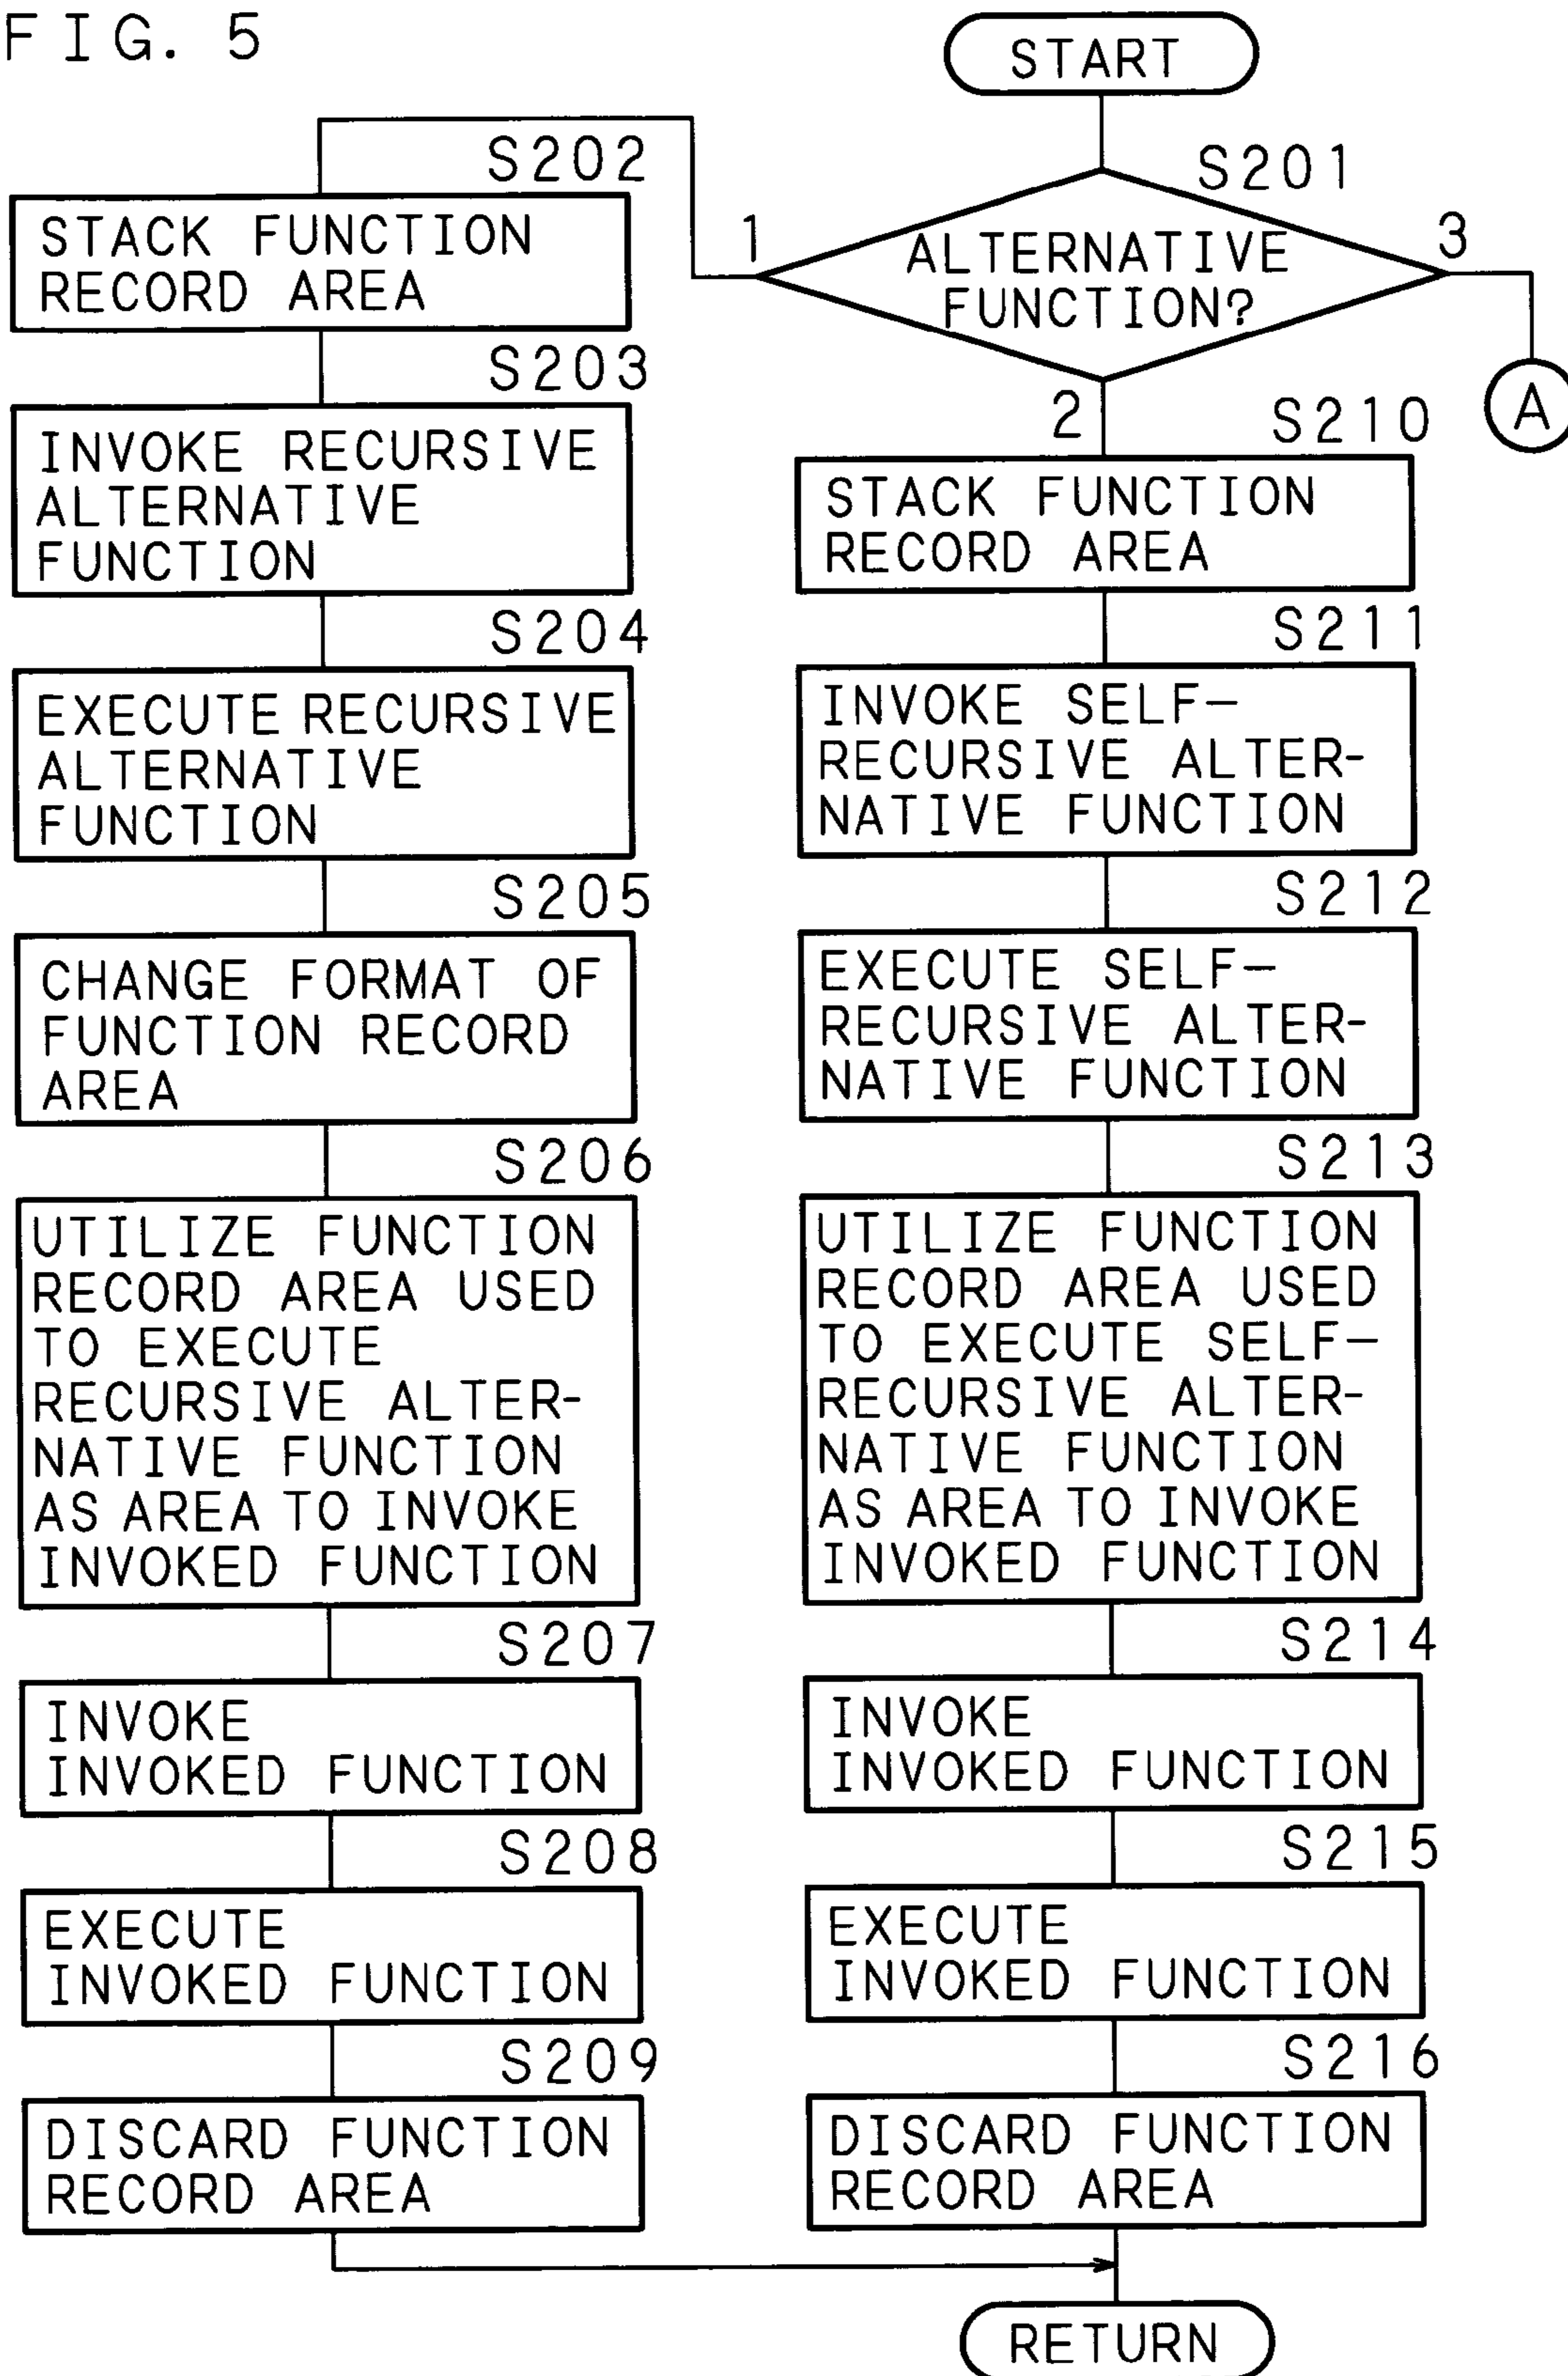 FIG. 5
START
S201
ALTERNATIVE
FUNCTION?
1
2
3
A
S202
STACK FUNCTION
RECORD AREA
S203
INVOKE RECURSIVE
ALTERNATIVE
FUNCTION
S204
EXECUTE RECURSIVE
ALTERNATIVE
FUNCTION
S205
CHANGE FORMAT OF
FUNCTION RECORD
AREA
S206
UTILIZE FUNCTION
RECORD AREA USED
TO EXECUTE
RECURSIVE ALTER-
NATIVE FUNCTION
AS AREA TO INVOKE
INVOKED FUNCTION
S207
INVOKE
INVOKED FUNCTION
S208
EXECUTE
INVOKED FUNCTION
S209
DISCARD FUNCTION
RECORD AREA
S210
STACK FUNCTION
RECORD AREA
S211
INVOKE SELF-
RECURSIVE ALTER-
NATIVE FUNCTION
S212
EXECUTE SELF-
RECURSIVE ALTER-
NATIVE FUNCTION
S213
UTILIZE FUNCTION
RECORD AREA USED
TO EXECUTE SELF-
RECURSIVE ALTER-
NATIVE FUNCTION
AS AREA TO INVOKE
INVOKED FUNCTION
S214
INVOKE
INVOKED FUNCTION
S215
EXECUTE
INVOKED FUNCTION
S216
DISCARD FUNCTION
RECORD AREA
RETURN